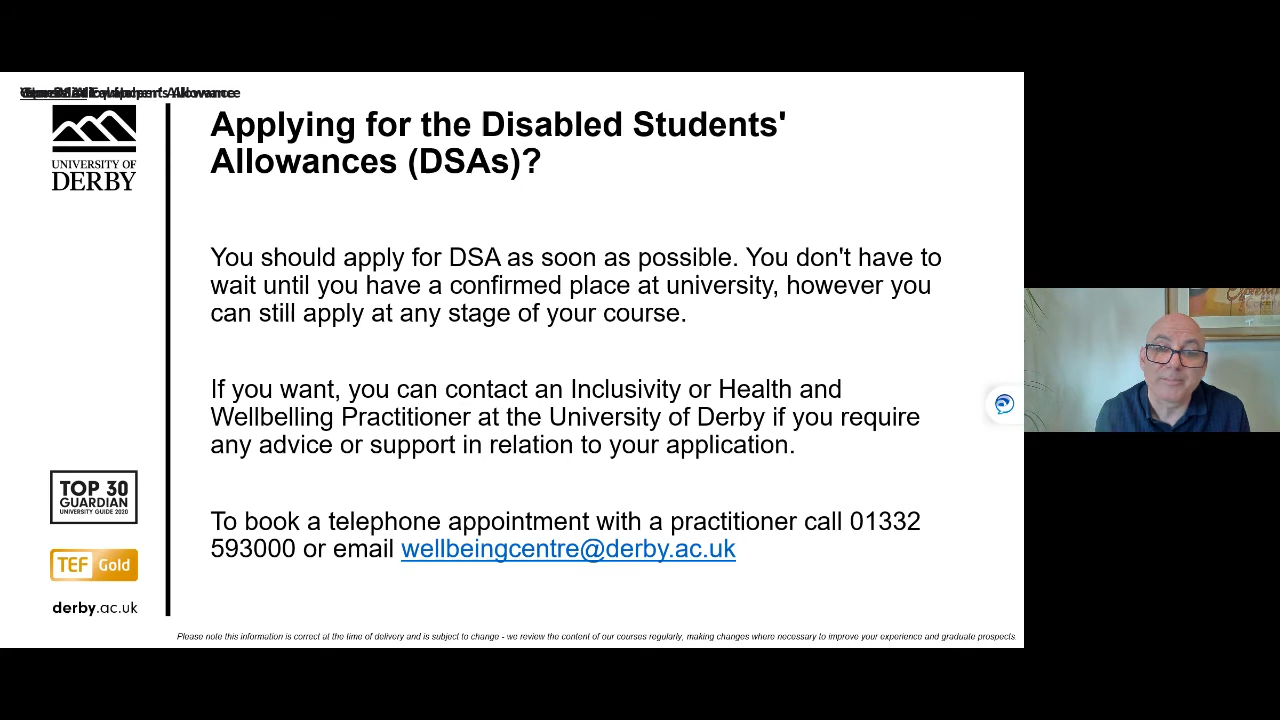 UNIVERSITY OF
DERBY
Applying for the Disabled Students'
Allowances (DSAs)?
You should apply for DSA as soon as possible. You don't have to
wait until you have a confirmed place at university, however you
can still apply at any stage of your course.
If you want, you can contact an Inclusivity or Health and
Wellbelling Practitioner at the University of Derby if you require
any advice or support in relation to your application.
To book a telephone appointment with a practitioner call 01332
593000 or email wellbeingcentre@derby.ac.uk
TOP 30
GUARDIAN
UNIVERSITY GUIDE 2020
TEF Gold
derby.ac.uk
Please note this information is correct at the time of delivery and is subject to change - we review the content of our courses regularly, making changes where necessary to improve your experience and graduate prospects.